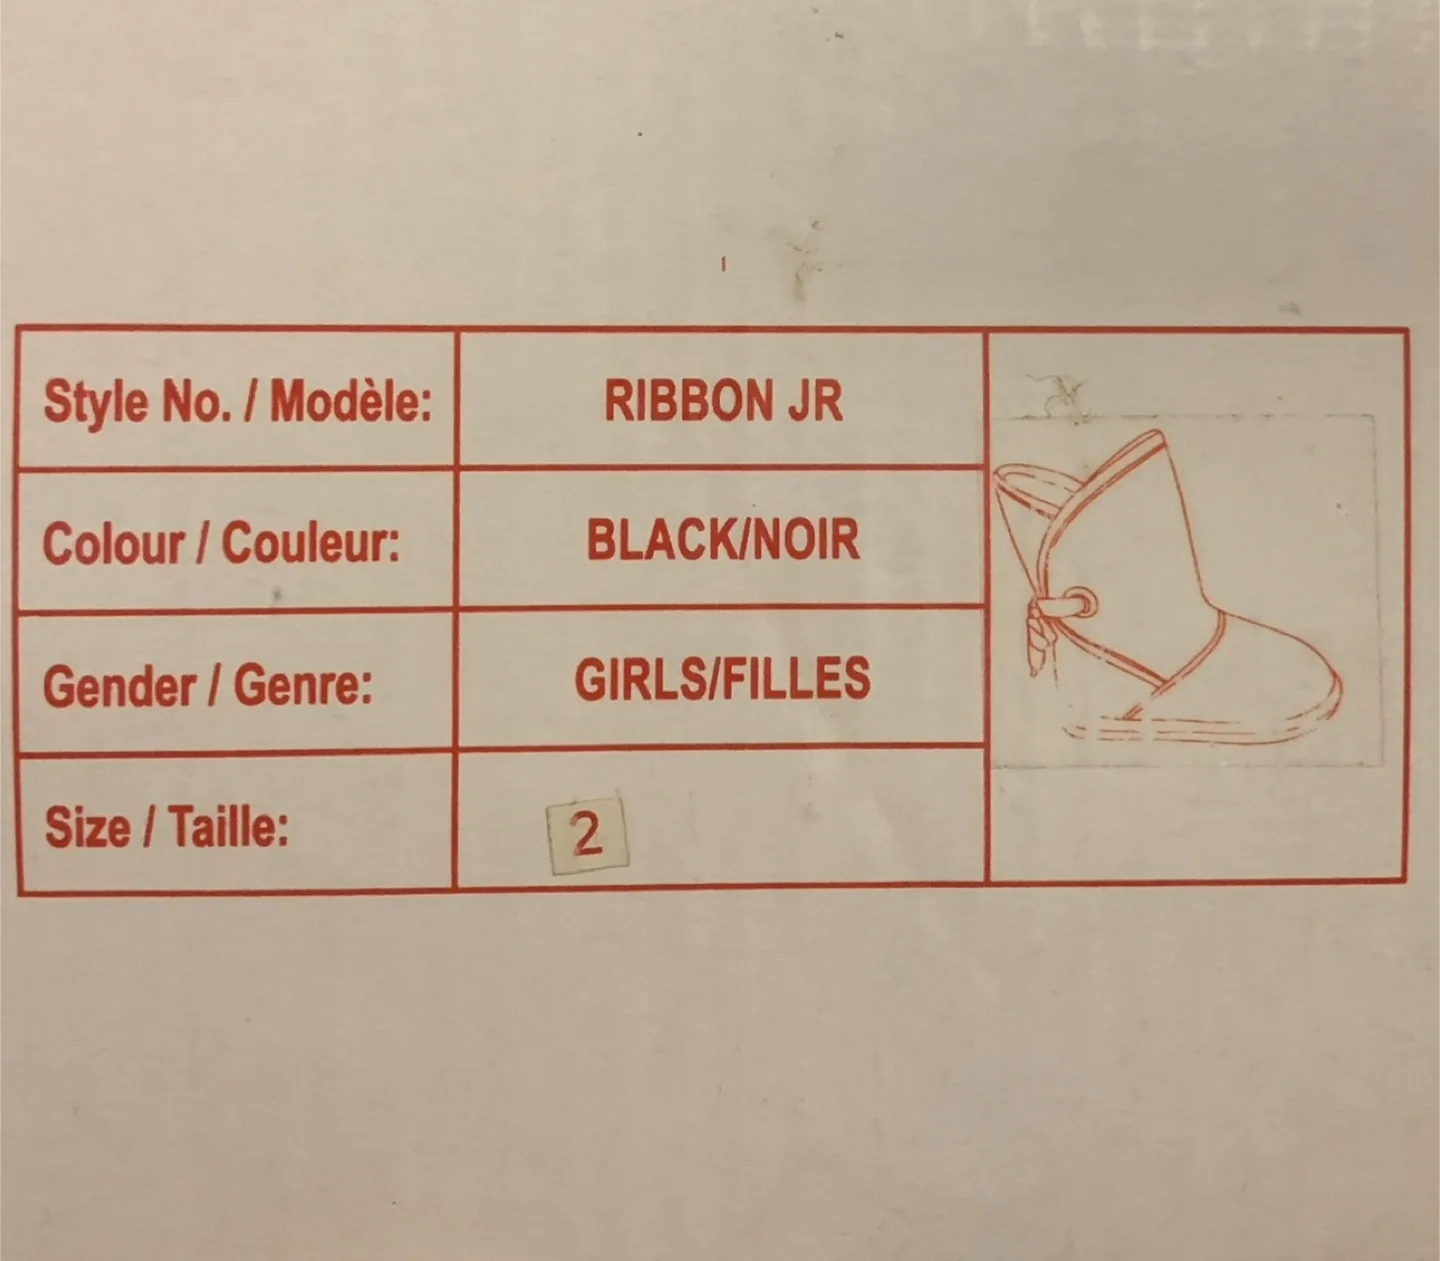 Style No. / Modèle: RIBBON JR
Colour / Couleur: BLACK/NOIR
Gender / Genre: GIRLS/FILLES
Size / Taille: 2